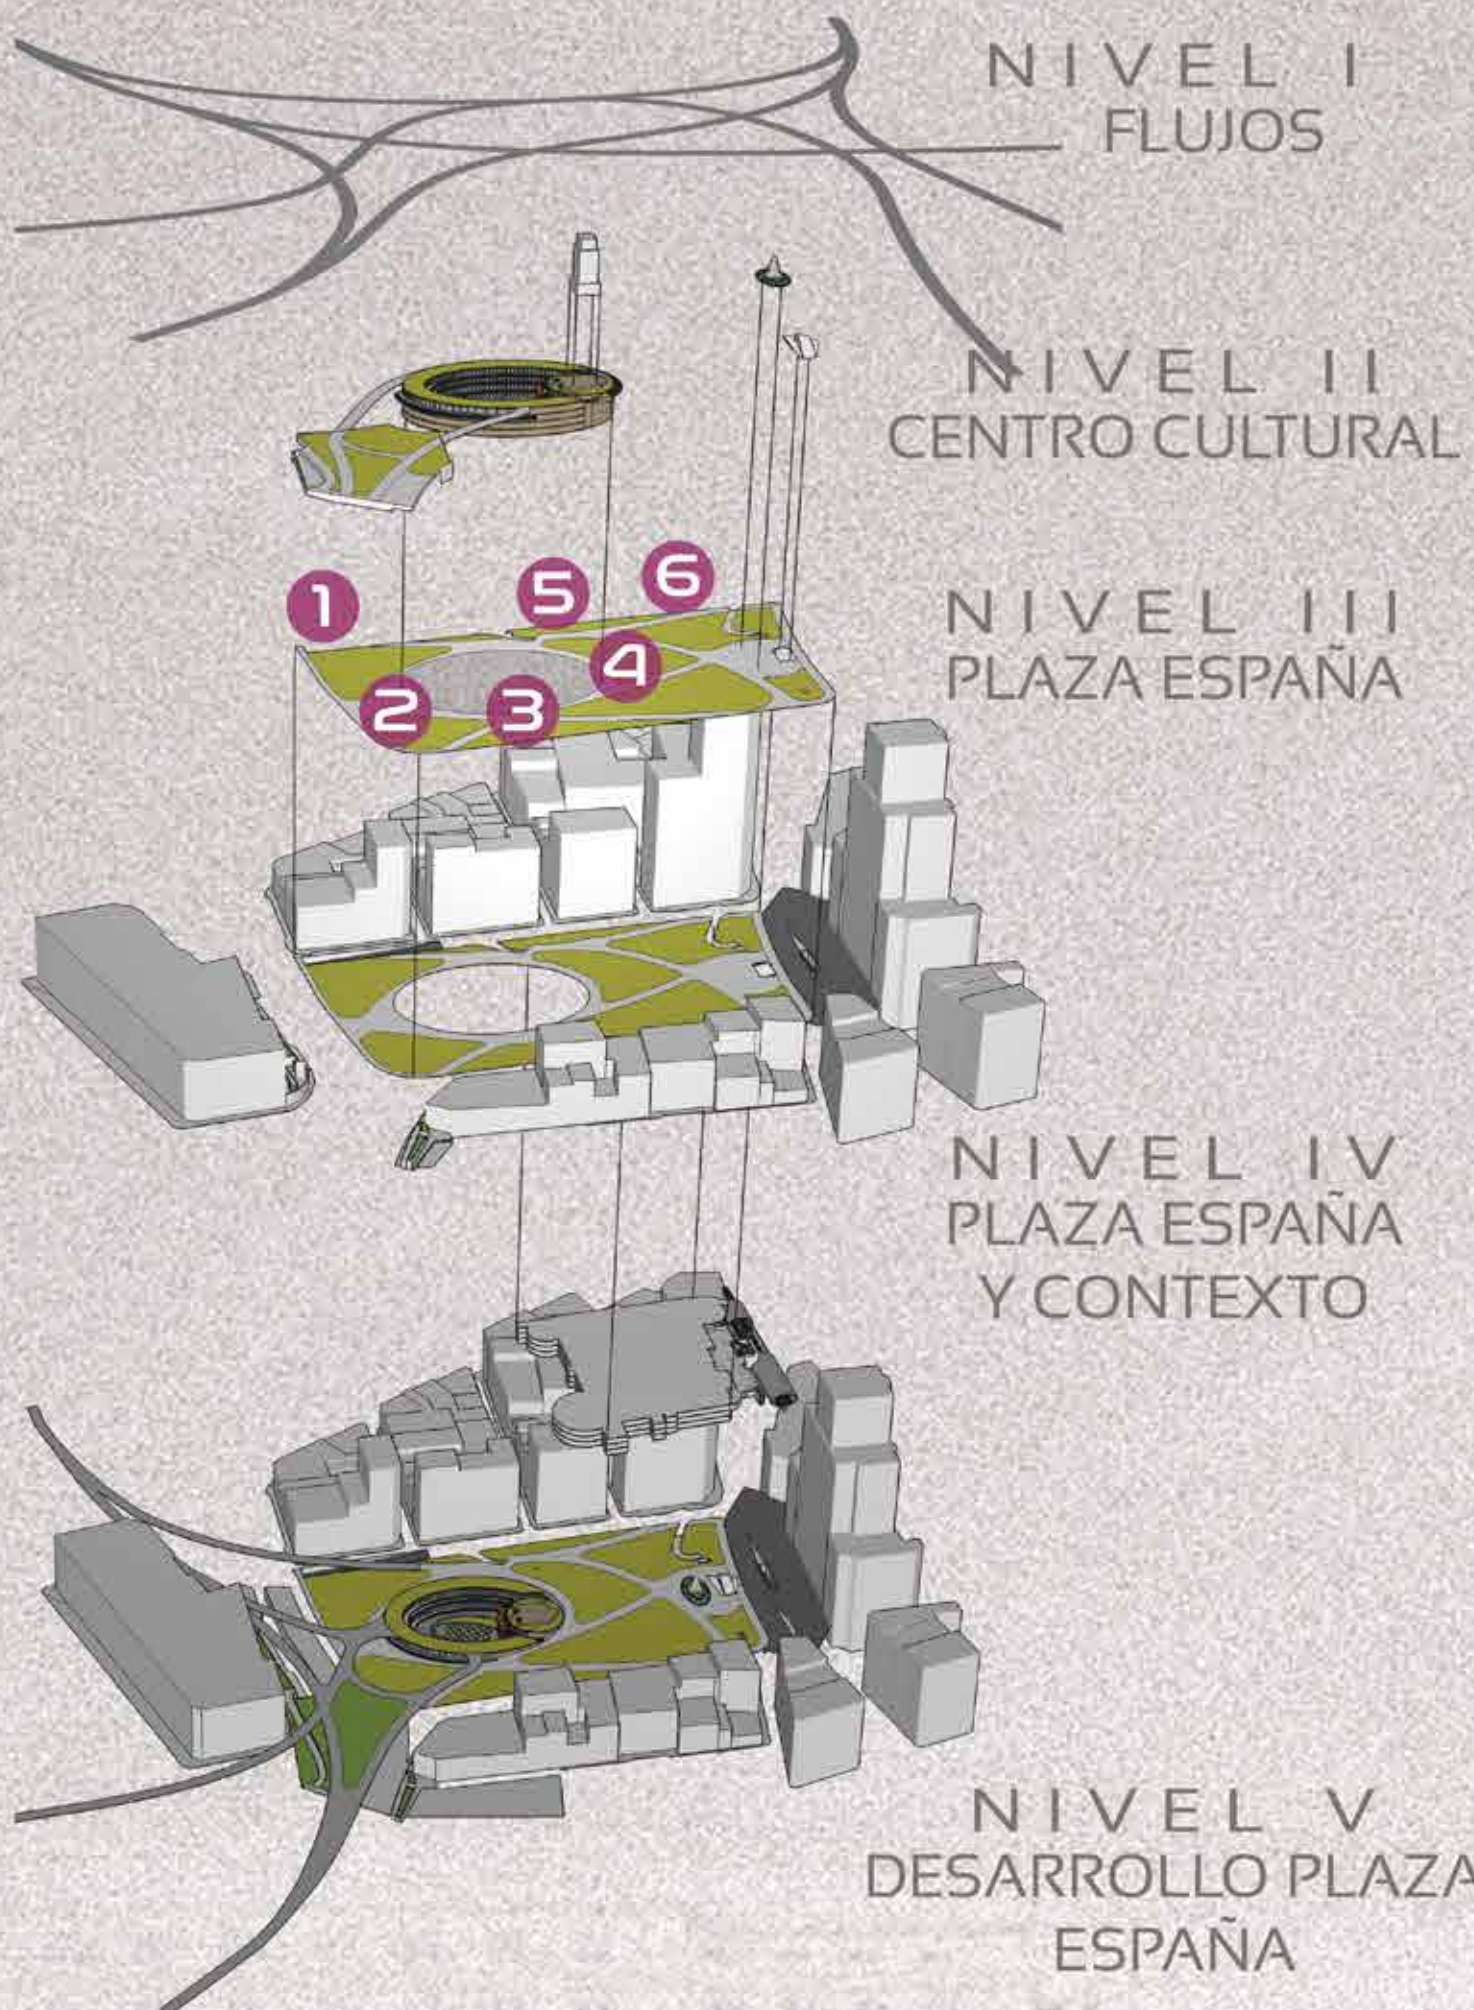 NIVEL I
FLUJOS
NIVEL II
CENTRO CULTURAL
1
5
6
4
2
3
NIVEL III
PLAZA ESPAÑA
NIVEL IV
PLAZA ESPAÑA
Y CONTEXTO
NIVEL V
DESARROLLO PLAZA
ESPAÑA